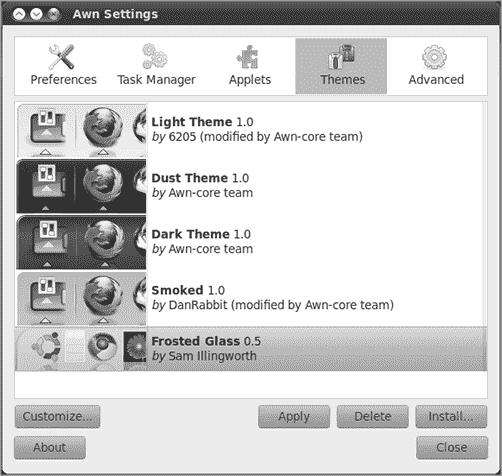 Awn Settings
Preferences
Task Manager
Applets
Themes
Advanced
Light Theme 1.0
by 6205 (modified by Awn-core team)
Dust Theme 1.0
by Awn-core team
Dark Theme 1.0
by Awn-core team
Smoked 1.0
by DanRabbit (modified by Awn-core team)
Frosted Glass 0.5
by Sam Illingworth
Customize...
Apply
Delete
Install...
About
Close